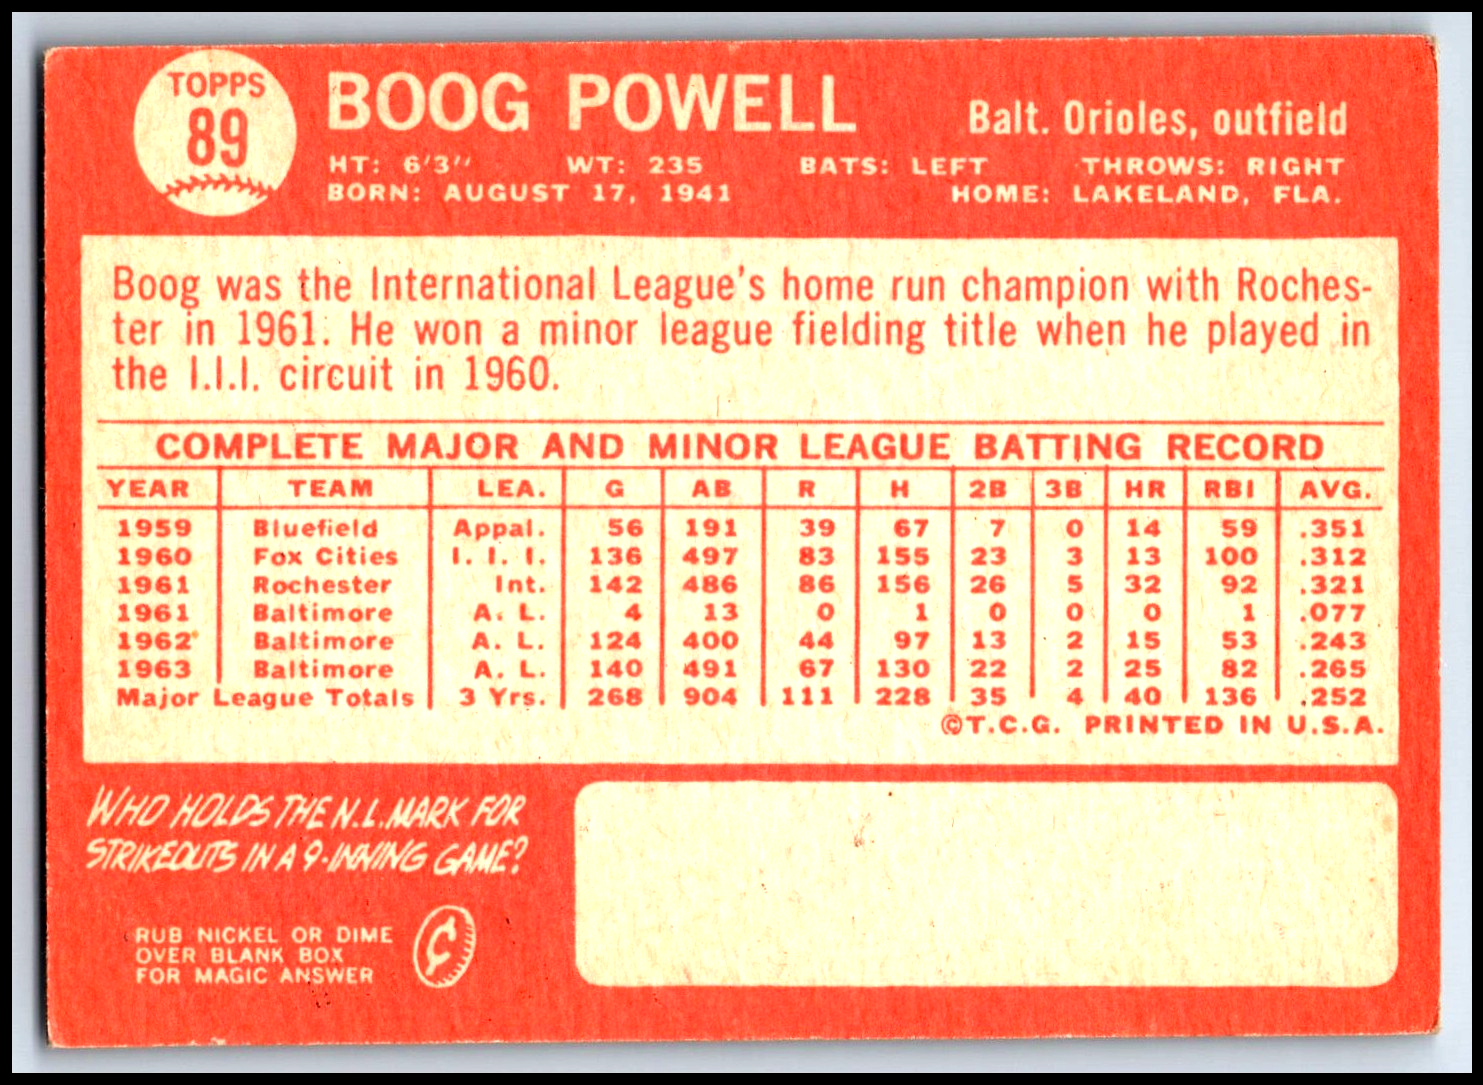 TOPPS
89
BOOG POWELL
Balt. Orioles, outfield
HT: 6'3" WT: 235 BATS: LEFT THROWS: RIGHT
BORN: AUGUST 17, 1941 HOME: LAKELAND, FLA.
Boog was the International League's home run champion with Roches-
ter in 1961. He won a minor league fielding title when he played in
the I.I.I. circuit in 1960.
COMPLETE MAJOR AND MINOR LEAGUE BATTING RECORD
YEAR TEAM LEA. G AB R H 2B 3B HR RBI AVG.
1959 Bluefield Appal. 56 191 39 67 7 0 14 59 .351
1960 Fox Cities I. I. I. 136 497 83 155 23 3 13 100 .312
1961 Rochester Int. 142 486 86 156 26 5 32 92 .321
1961 Baltimore A. L. 4 13 0 1 0 0 0 1 .077
1962 Baltimore A. L. 124 400 44 97 13 2 15 53 .243
1963 Baltimore A. L. 140 491 67 130 22 2 25 82 .265
Major League Totals 3 Yrs. 268 904 111 228 35 4 40 136 .252
©T.C.G. PRINTED IN U.S.A.
WHO HOLDS THE N.L. MARK FOR
STRIKEOUTS IN A 9-INNING GAME?
RUB NICKEL OR DIME
OVER BLANK BOX
FOR MAGIC ANSWER
¢